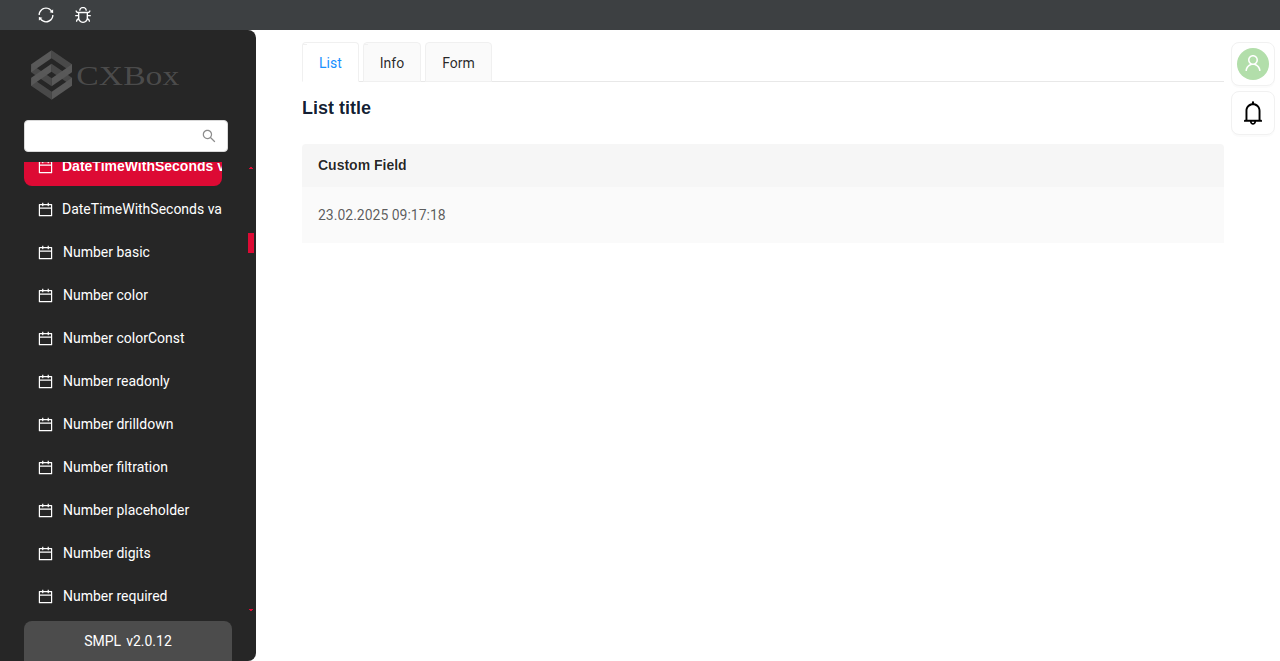 CXBox
DateTimeWithSeconds v
DateTimeWithSeconds va
Number basic
Number color
Number colorConst
Number readonly
Number drilldown
Number filtration
Number placeholder
Number digits
Number required
SMPL v2.0.12
List
Info
Form
List title
Custom Field
23.02.2025 09:17:18